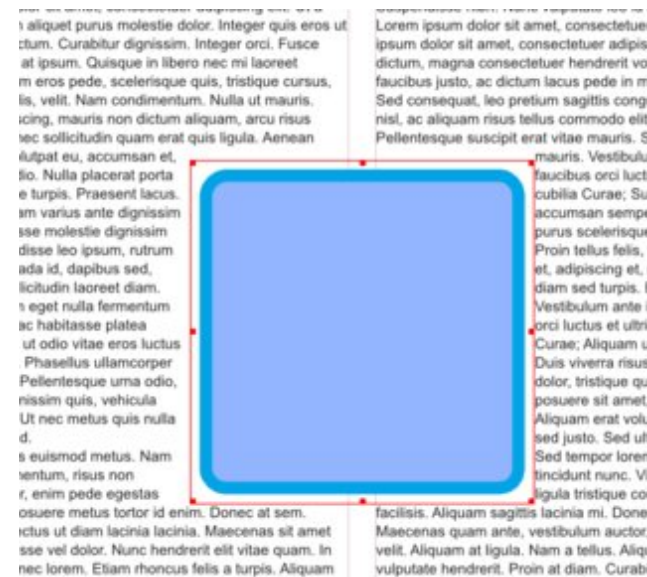 aliquet purus molestie dolor. Integer quis eros ut
ctum. Curabitur dignissim. Integer orci. Fusce
at ipsum. Quisque in libero nec mi laoreet
m eros pede, scelerisque quis, tristique cursus,
lis, velit. Nam condimentum. Nulla ut mauris.
scing, mauris non dictum aliquam, arcu risus
nec sollicitudin quam erat quis ligula. Aenean
lutpat eu, accumsan et,
dio. Nulla placerat porta
e turpis. Praesent lacus.
am varius ante dignissim
sse molestie dignissim
disse leo ipsum, rutrum
ada id, dapibus sed,
licitudin laoreet diam.
eget nulla fermentum
ac habitasse platea
ut odio vitae eros luctus
Phasellus ullamcorper
Pellentesque urna odio,
nissim quis, vehicula
Ut nec metus quis nulla
d.
s euismod metus. Nam
mentum, risus non
r, enim pede egestas
osuere metus tortor id enim. Donec at sem.
ectus ut diam lacinia lacinia. Maecenas sit amet
sse vel dolor. Nunc hendrerit elit vitae quam. In
nec lorem. Etiam rhoncus felis a turpis. Aliquam
Lorem ipsum dolor sit amet, consectetue
ipsum dolor sit amet, consectetuer adipis
dictum, magna consectetuer hendrerit vo
faucibus justo, ac dictum lacus pede in m
Sed consequat, leo pretium sagittis cong
nisl, ac aliquam risus tellus commodo elit
Pellentesque suscipit erat vitae mauris. S
mauris. Vestibulu
faucibus orci luct
cubilia Curae; Su
accumsan sempe
purus scelerisque
Proin tellus felis,
et, adipiscing et,
diam sed turpis.
Vestibulum ante i
orci luctus et ultri
Curae; Aliquam u
Duis viverra risus
dolor, tristique qu
posuere sit amet,
Aliquam erat volu
sed justo. Sed ult
Sed tempor lorem
tincidunt nunc. Vi
ligula tristique co
facilisis. Aliquam sagittis lacinia mi. Done
Maecenas quam ante, vestibulum auctor,
velit. Aliquam at ligula. Nam a tellus. Aliqu
vulputate hendrerit. Proin at diam. Curab